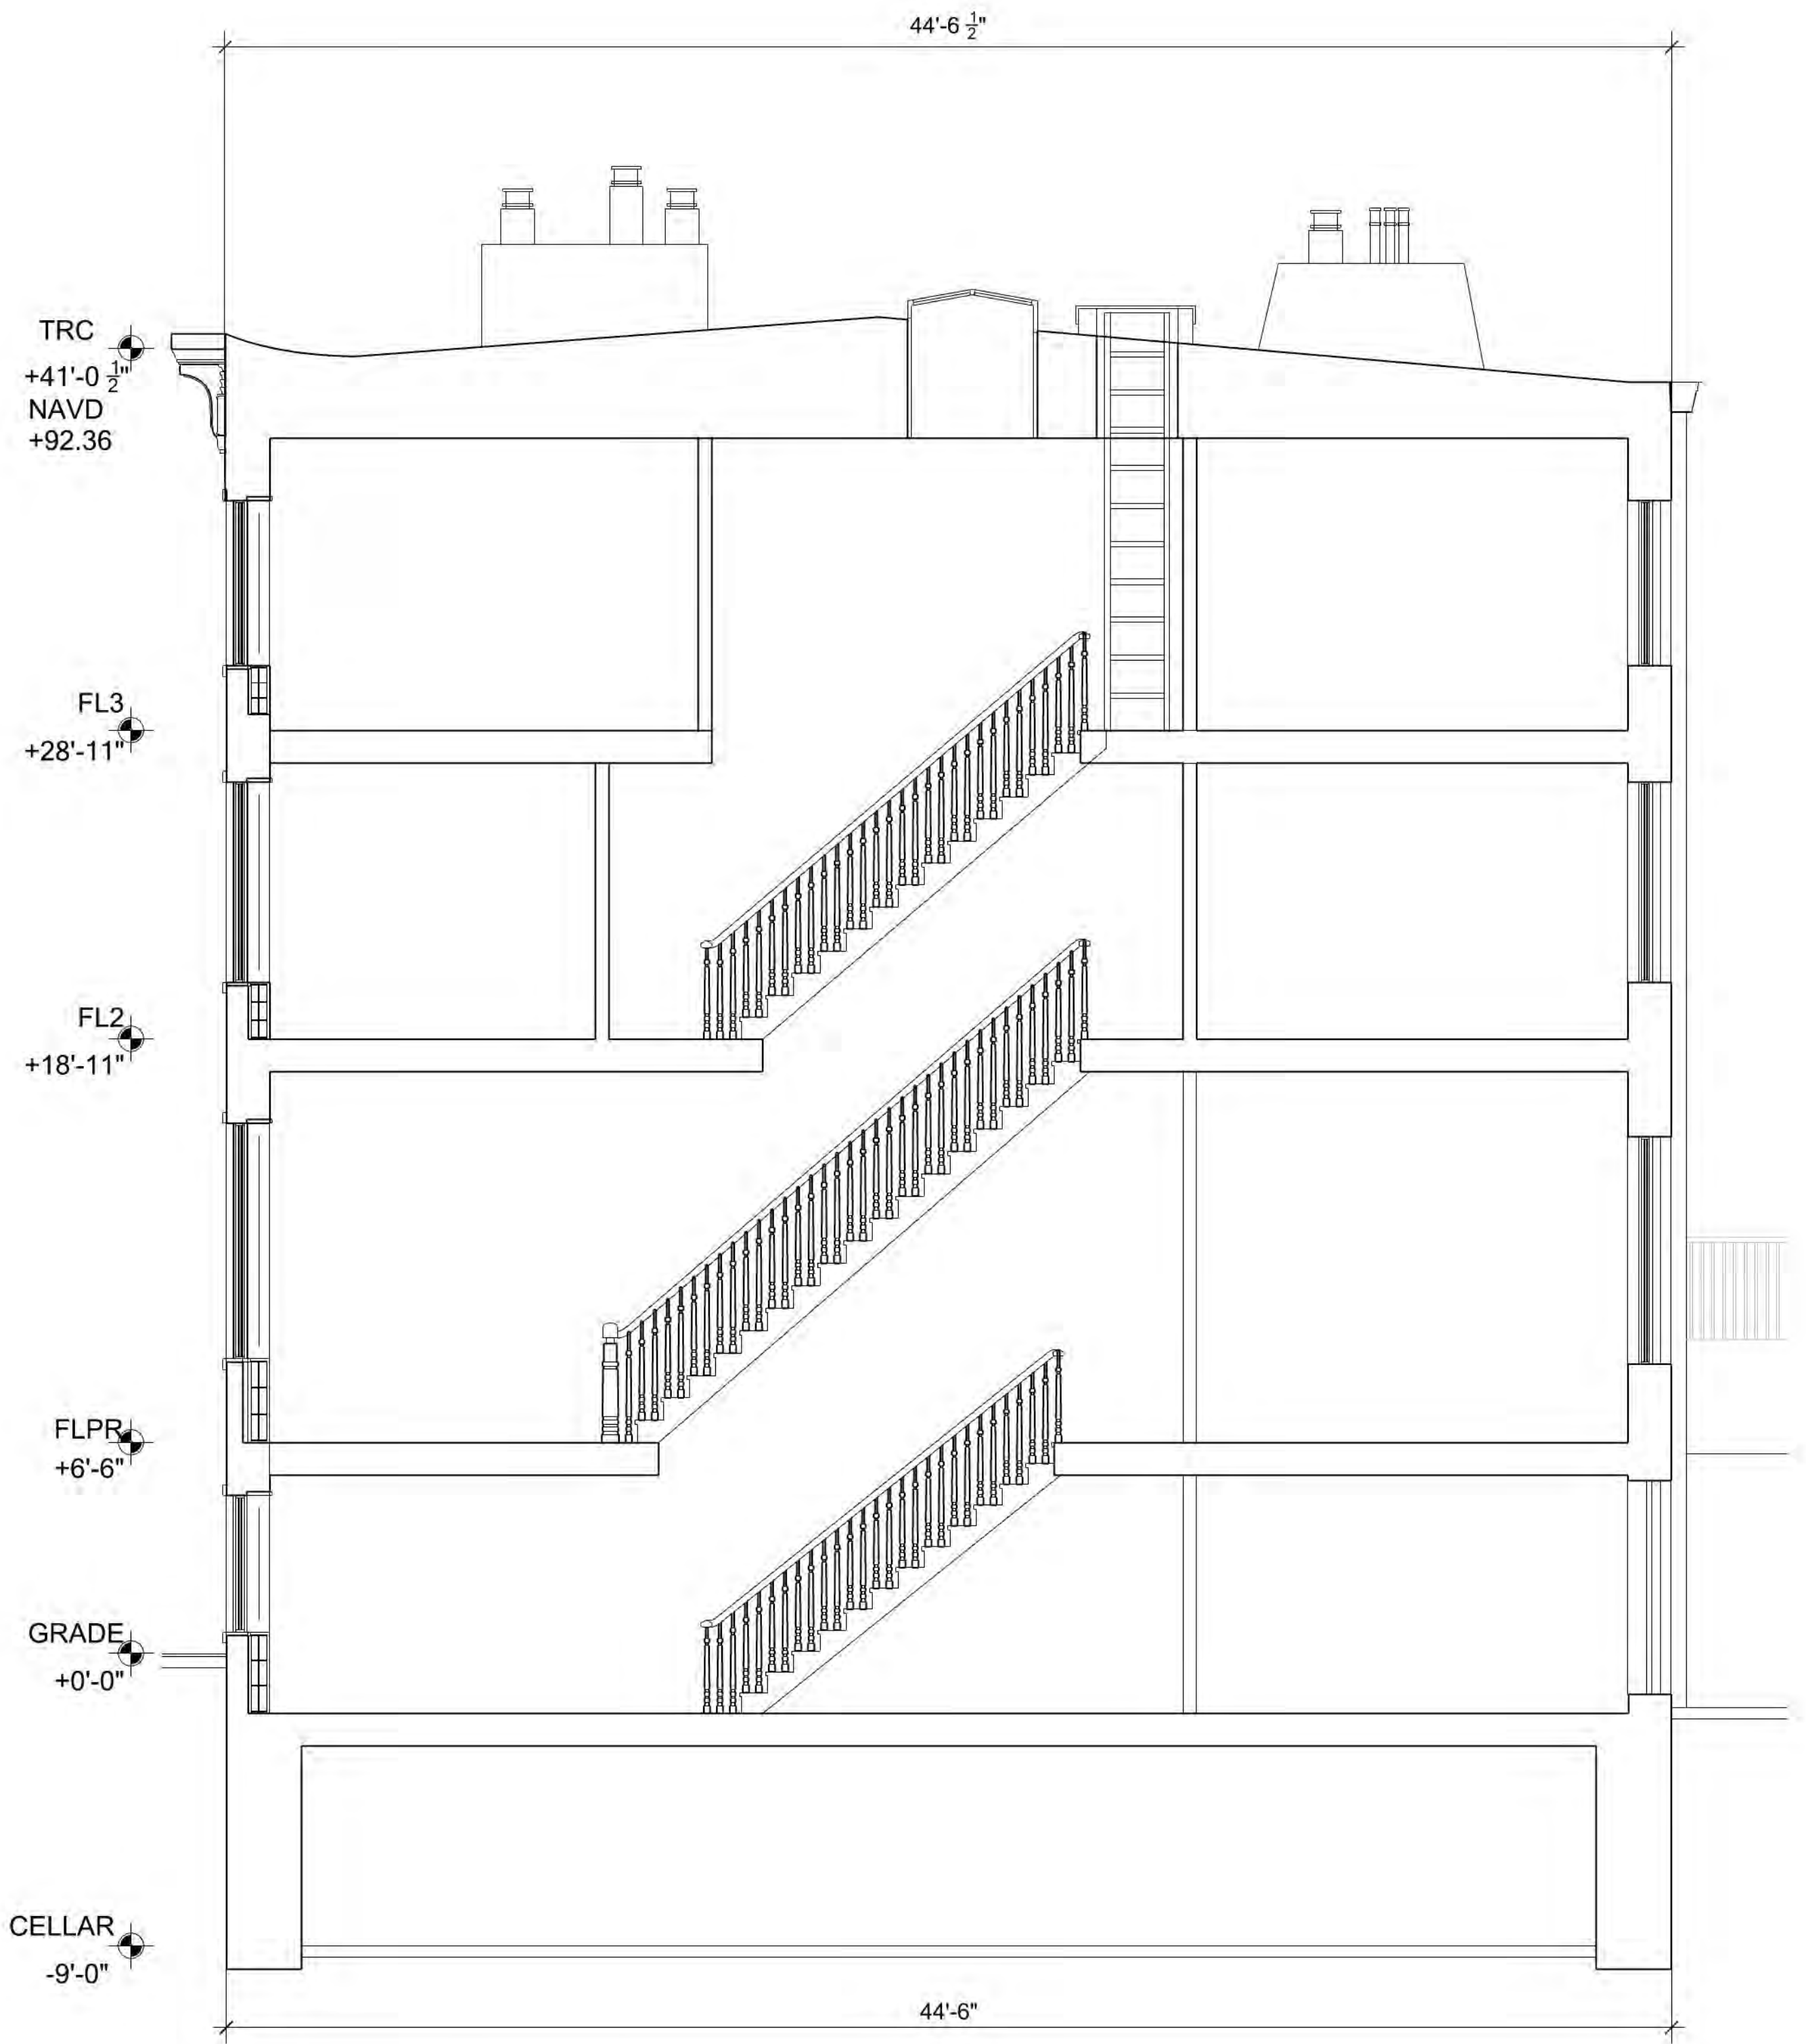 44'-6 1/2"
TRC
+41'-0 1/2"
NAVD
+92.36
FL3
+28'-11"
FL2
+18'-11"
FLPR
+6'-6"
GRADE
+0'-0"
CELLAR
-9'-0"
44'-6"